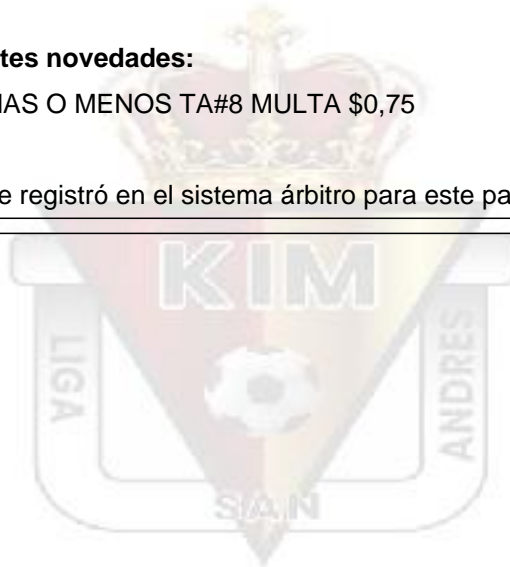 tes novedades:
MAS O MENOS TA#8 MULTA $0,75
e registró en el sistema árbitro para este pa
KIM
LIGA
ANDRES
SAN